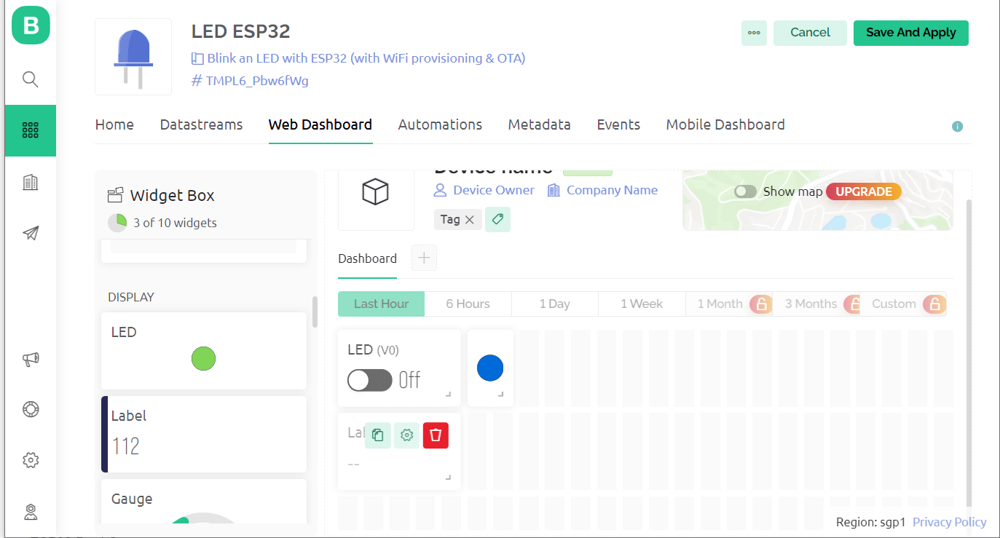 B
LED ESP32
Cancel
Save And Apply
Blink an LED with ESP32 (with WiFi provisioning & OTA)
# TMPL6_Pbw6fWg
Home Datastreams Web Dashboard Automations Metadata Events Mobile Dashboard
Widget Box
3 of 10 widgets
DISPLAY
LED
Label
112
Gauge
Device name
Device Owner Company Name
Tag
Show map UPGRADE
Dashboard
Last Hour 6 Hours 1 Day 1 Week 1 Month 3 Months Custom
LED (V0)
Off
--
Region: sgp1 Privacy Policy